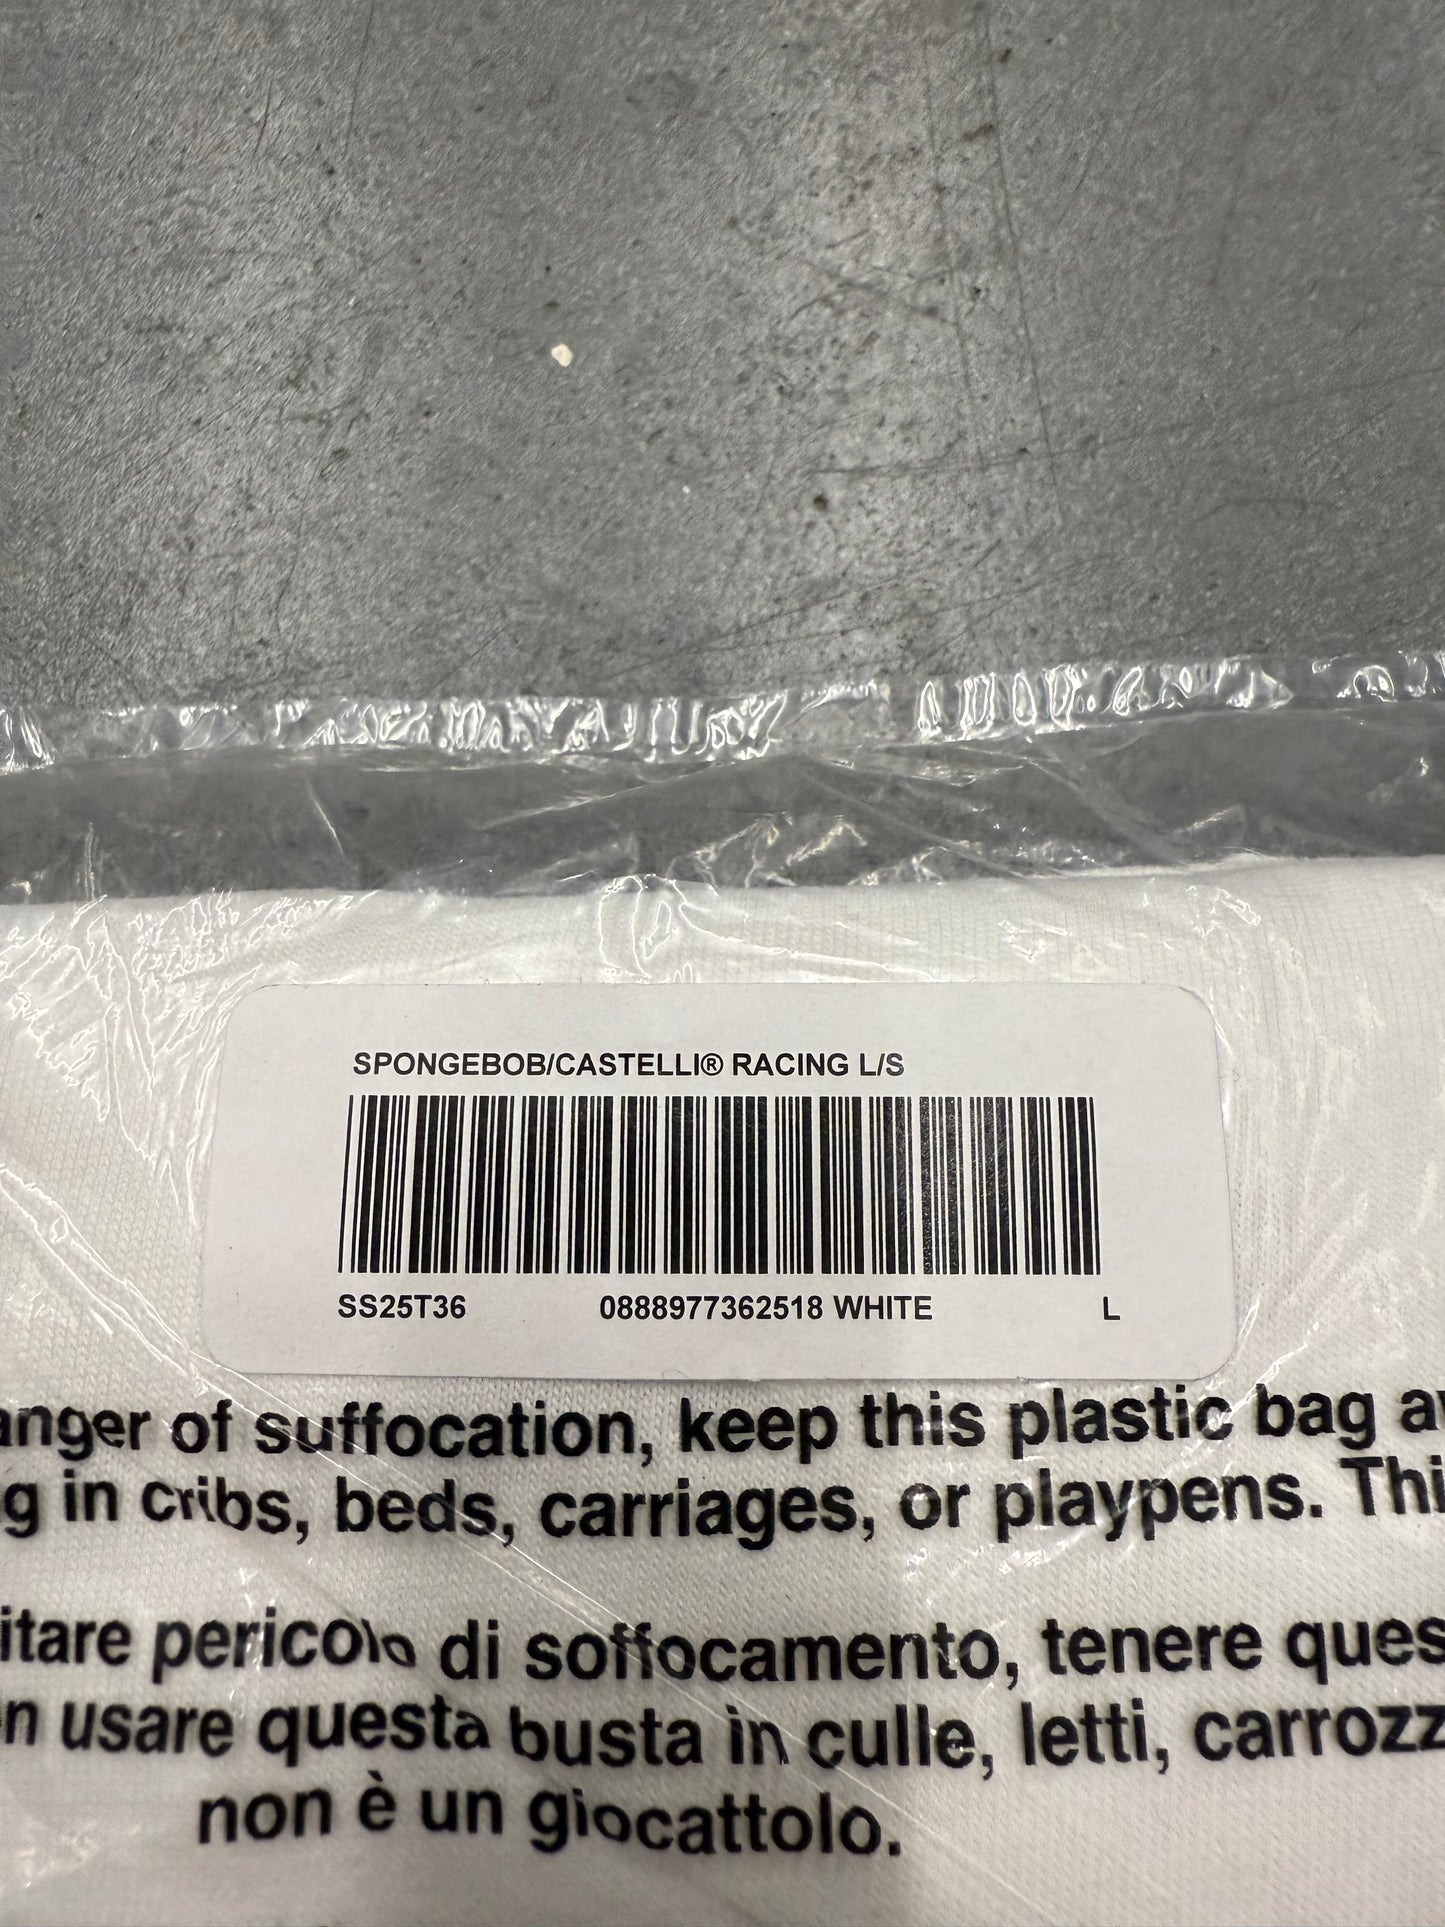 SPONGEBOB/CASTELLI® RACING L/S
SS25T36 0888977362518 WHITE L
anger of suffocation, keep this plastic bag a
g in cribs, beds, carriages, or playpens. Thi
itare pericolo di soffocamento, tenere ques
n usare questa busta in culle, letti, carrozz
non è un giocattolo.